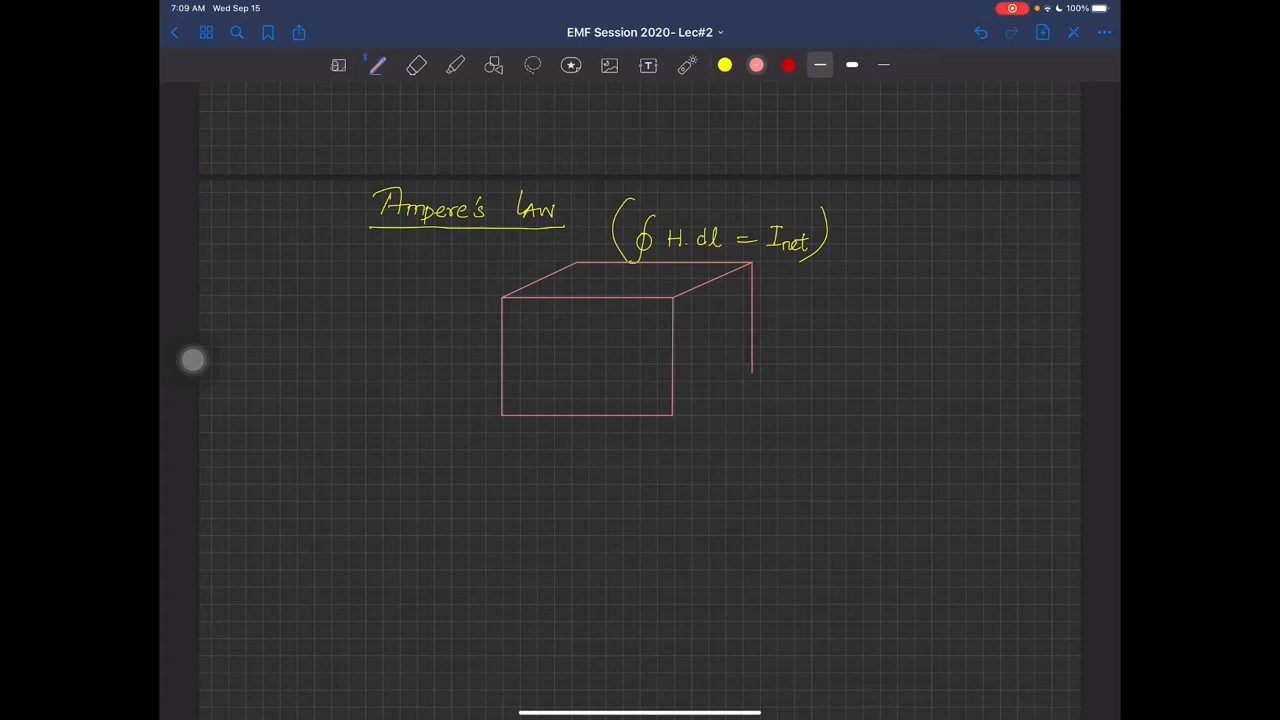 7:09 AM Wed Sep 15
100%
EMF Session 2020- Lec#2
Ampere's LAW
(∮ H. dl = Inet)